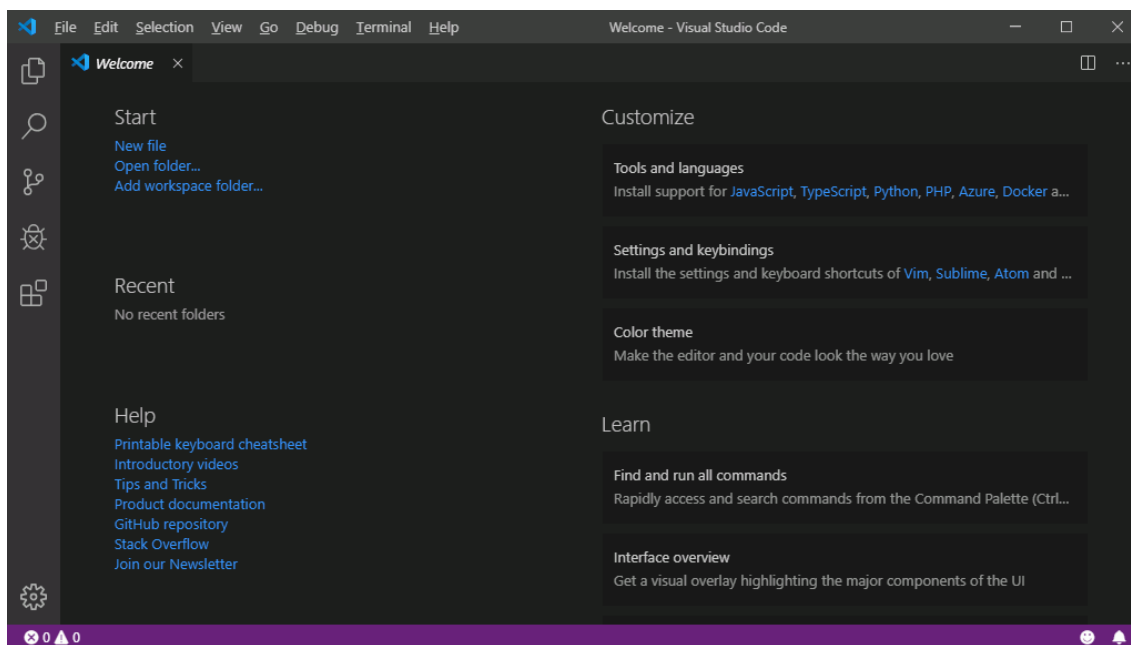 File Edit Selection View Go Debug Terminal Help Welcome - Visual Studio Code
Welcome
Start
New file
Open folder...
Add workspace folder...
Recent
No recent folders
Help
Printable keyboard cheatsheet
Introductory videos
Tips and Tricks
Product documentation
GitHub repository
Stack Overflow
Join our Newsletter
Customize
Tools and languages
Install support for JavaScript, TypeScript, Python, PHP, Azure, Docker a...
Settings and keybindings
Install the settings and keyboard shortcuts of Vim, Sublime, Atom and ...
Color theme
Make the editor and your code look the way you love
Learn
Find and run all commands
Rapidly access and search commands from the Command Palette (Ctrl...
Interface overview
Get a visual overlay highlighting the major components of the UI
0 0